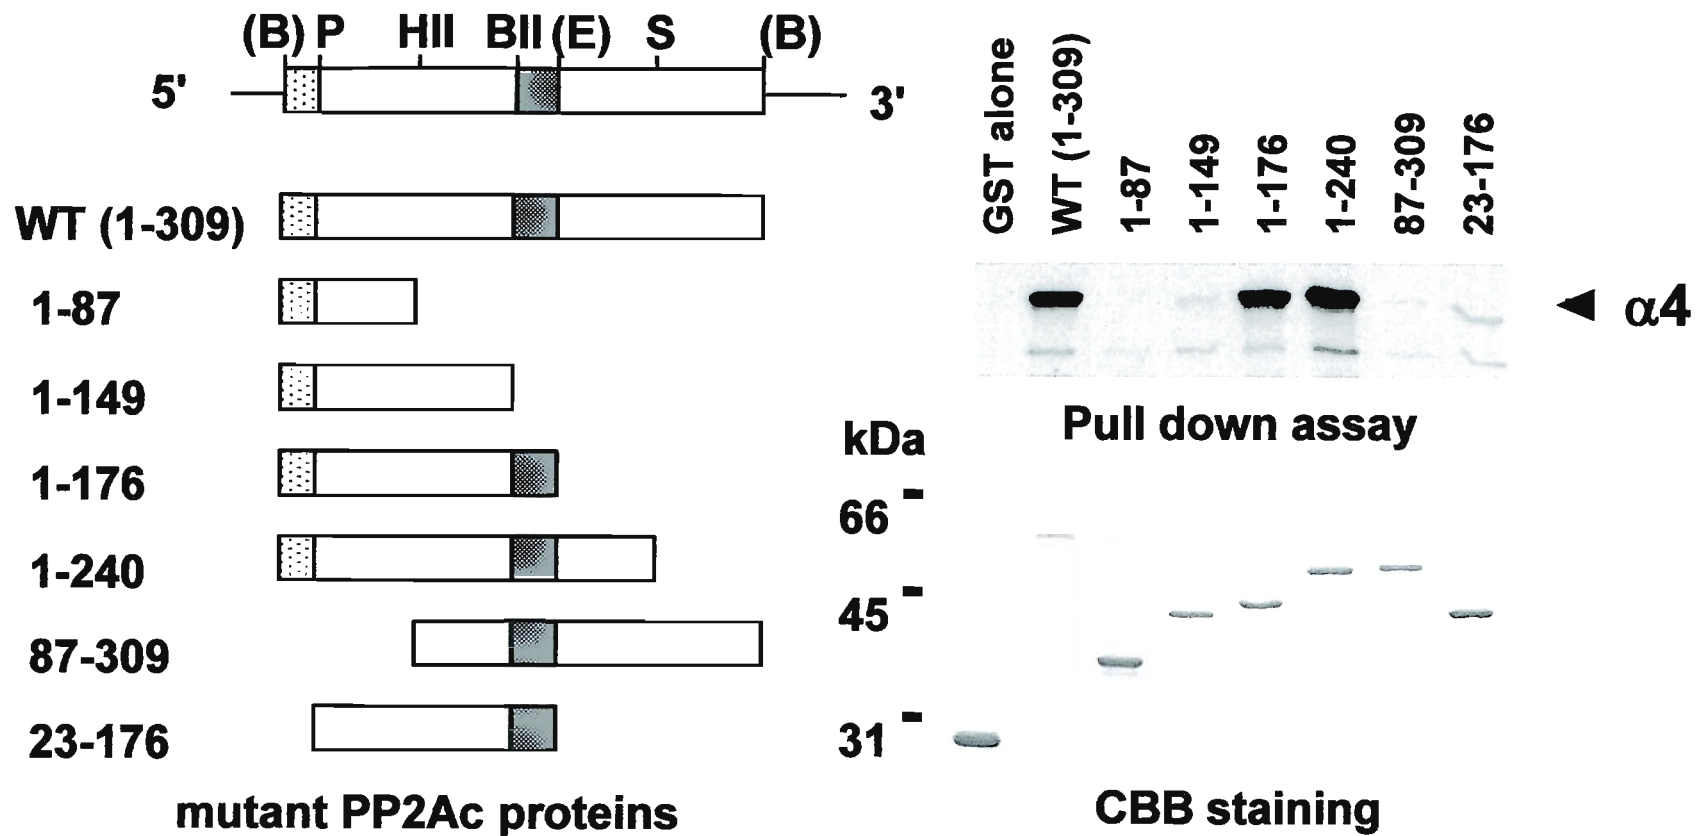 (B) P HII BII (E) S (B)
5' 3'
WT (1-309)
1-87
1-149
1-176
1-240
87-309
23-176
mutant PP2Ac proteins
GST alone
WT (1-309)
1-87
1-149
1-176
1-240
87-309
23-176
α4
Pull down assay
kDa
66
45
31
CBB staining